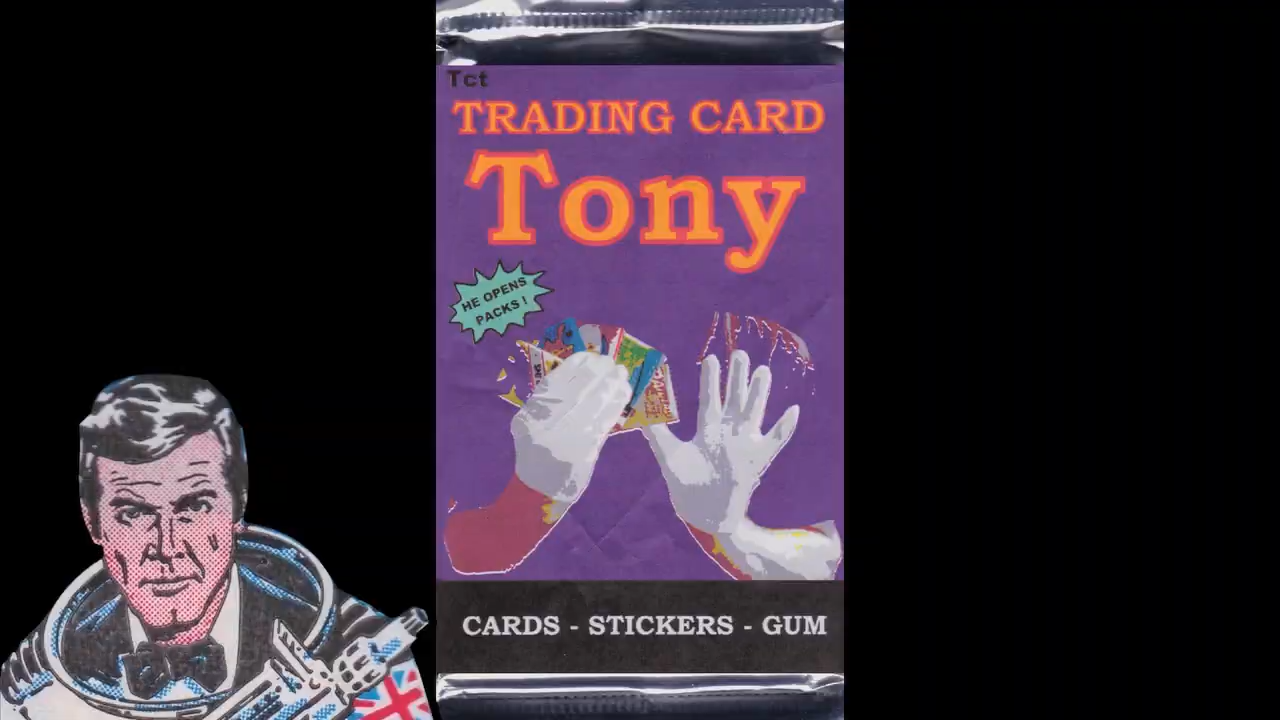 Tct
TRADING CARD
Tony
HE OPENS
PACKS !
CARDS - STICKERS - GUM